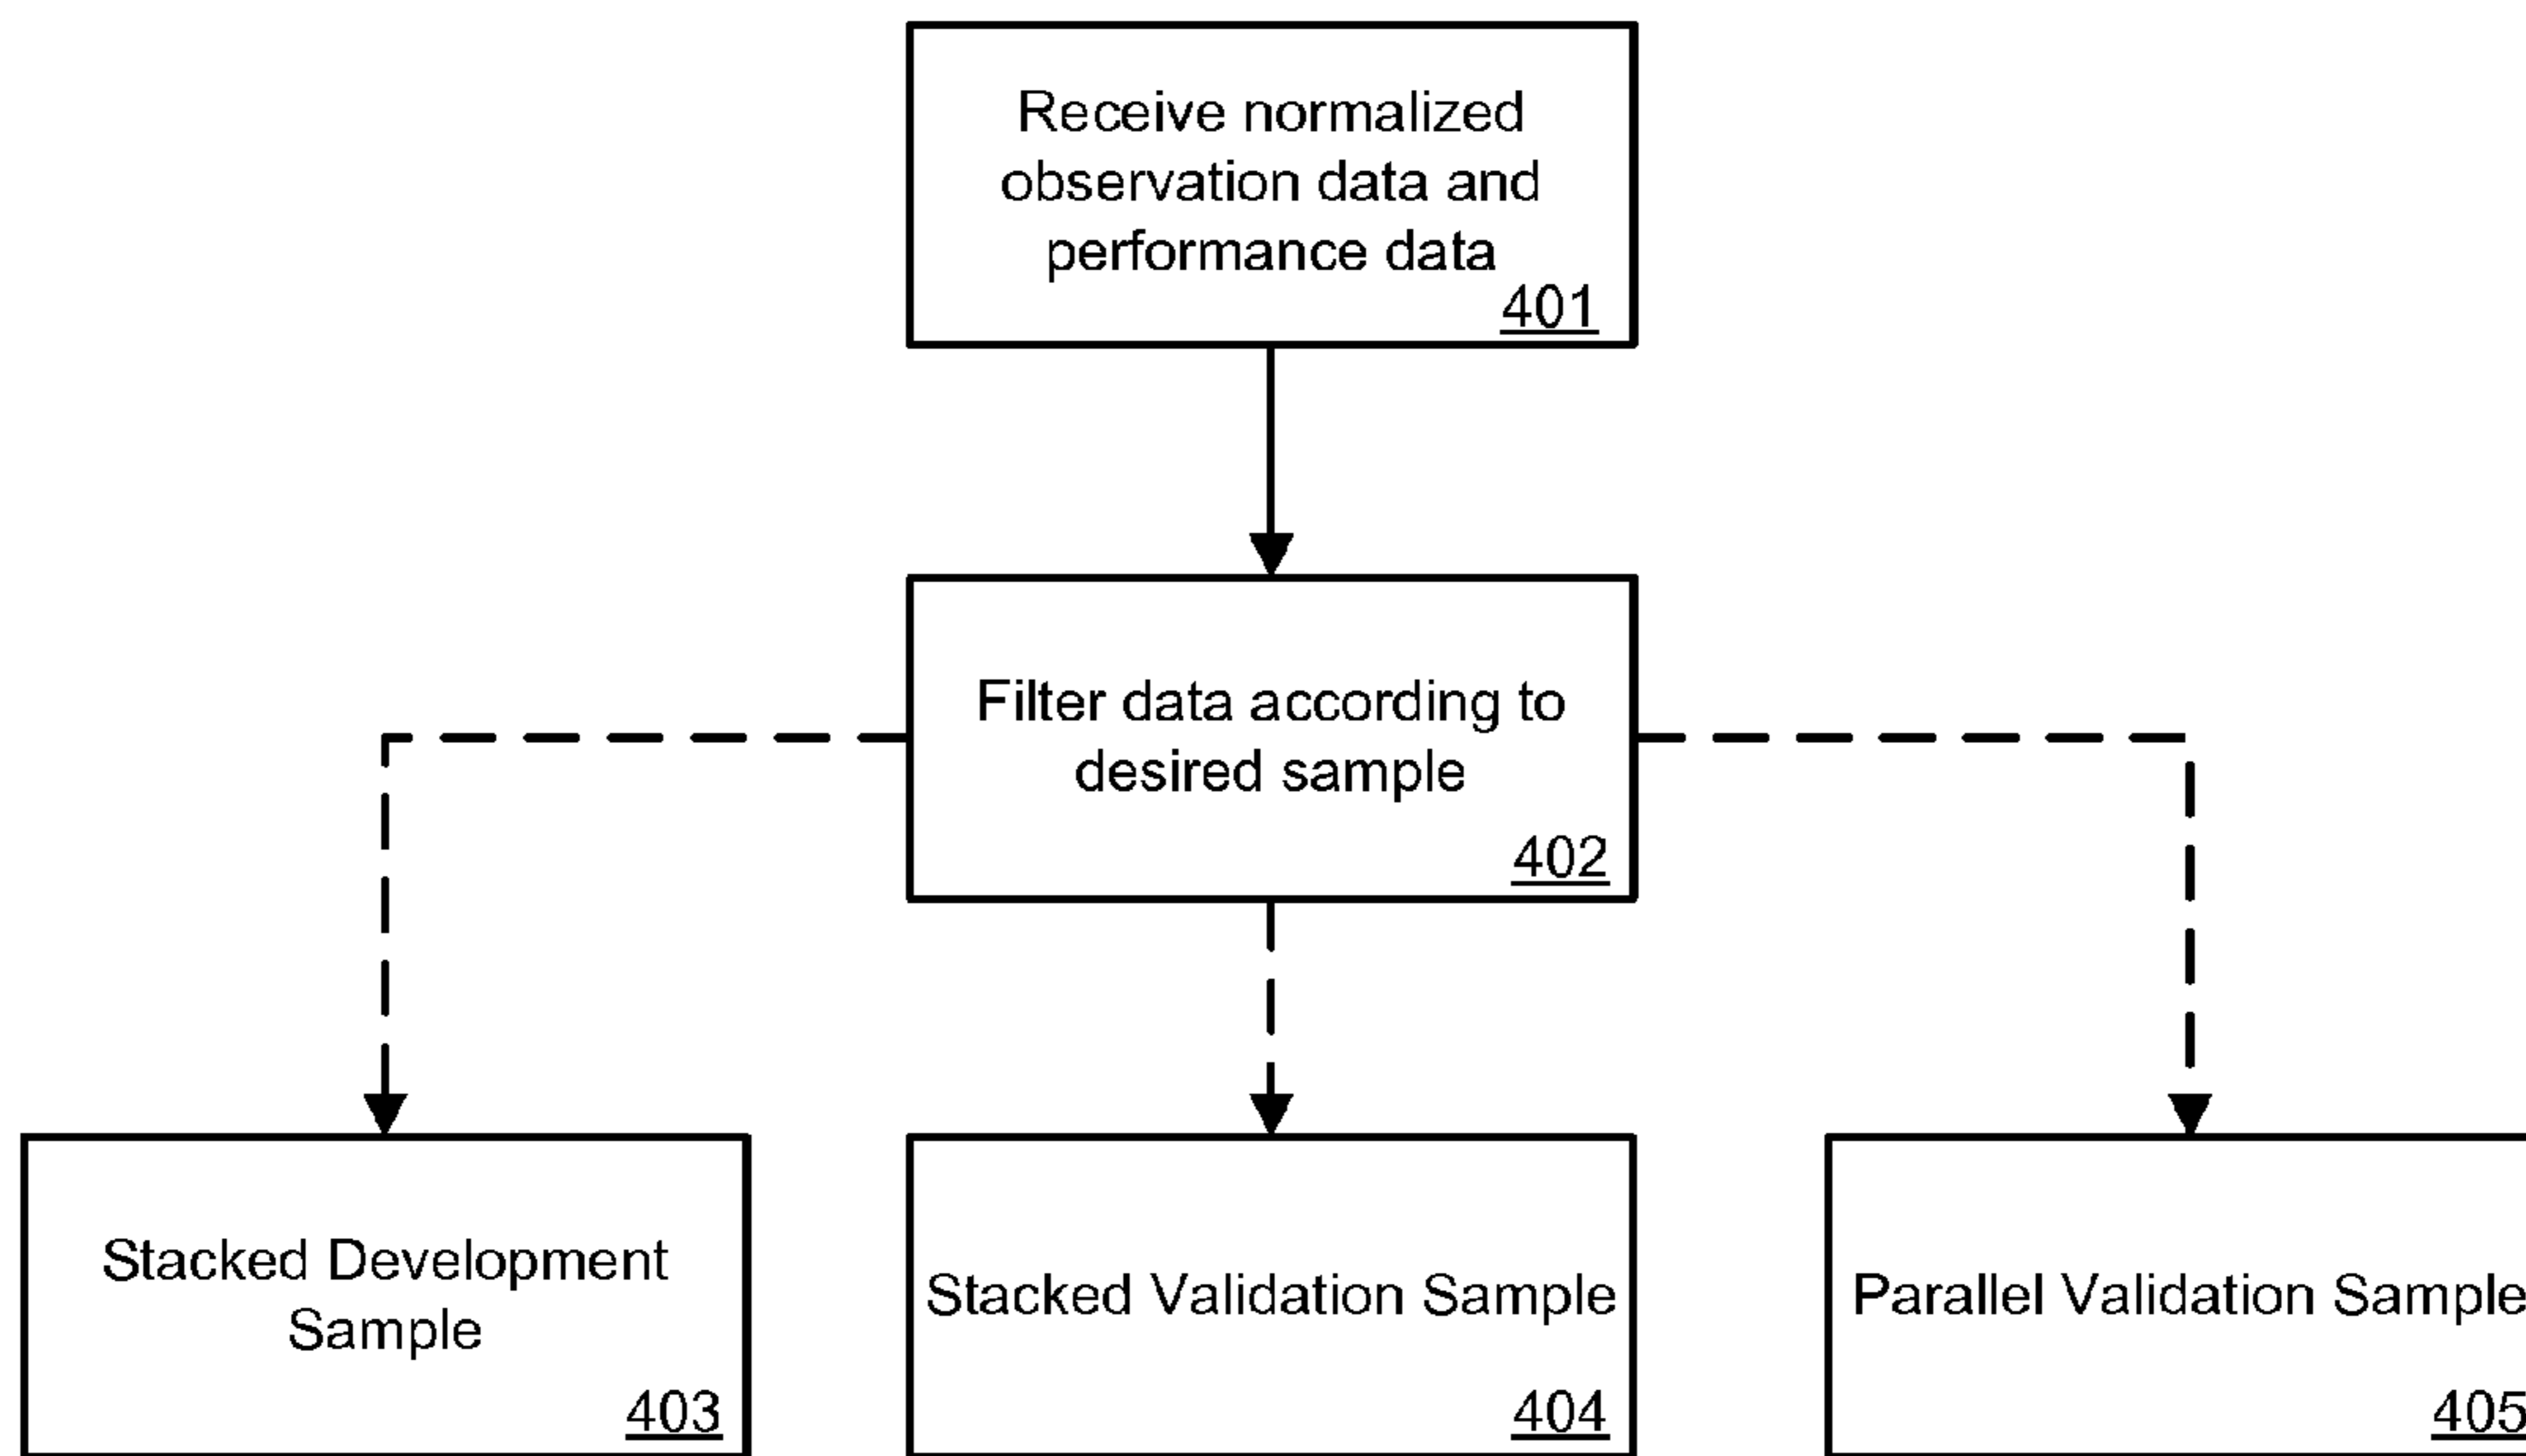 Receive normalized
observation data and
performance data
401
Filter data according to
desired sample
402
Stacked Development
Sample
403
Stacked Validation Sample
404
Parallel Validation Sample
405